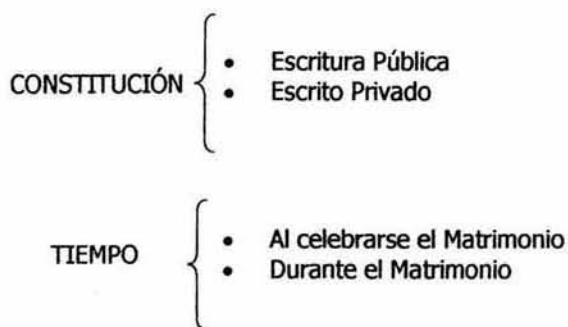 CONSTITUCIÓN
• Escritura Pública
• Escrito Privado
TIEMPO
• Al celebrarse el Matrimonio
• Durante el Matrimonio